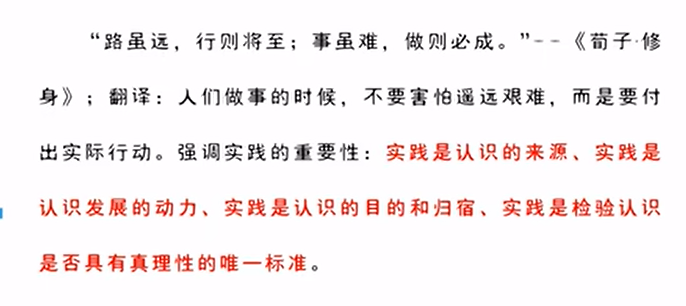 “路虽远，行则将至；事虽难，做则必成。”--《荀子·修
身》；翻译：人们做事的时候，不要害怕遥远艰难，而是要付
出实际行动。强调实践的重要性：实践是认识的来源、实践是
认识发展的动力、实践是认识的目的和归宿、实践是检验认识
是否具有真理性的唯一标准。